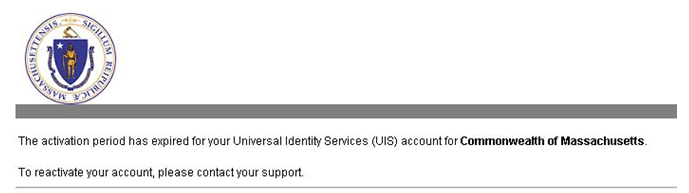 SIGILLUM REIPUBLICÆ MASSACHUSETTENSIS.
The activation period has expired for your Universal Identity Services (UIS) account for Commonwealth of Massachusetts.
To reactivate your account, please contact your support.